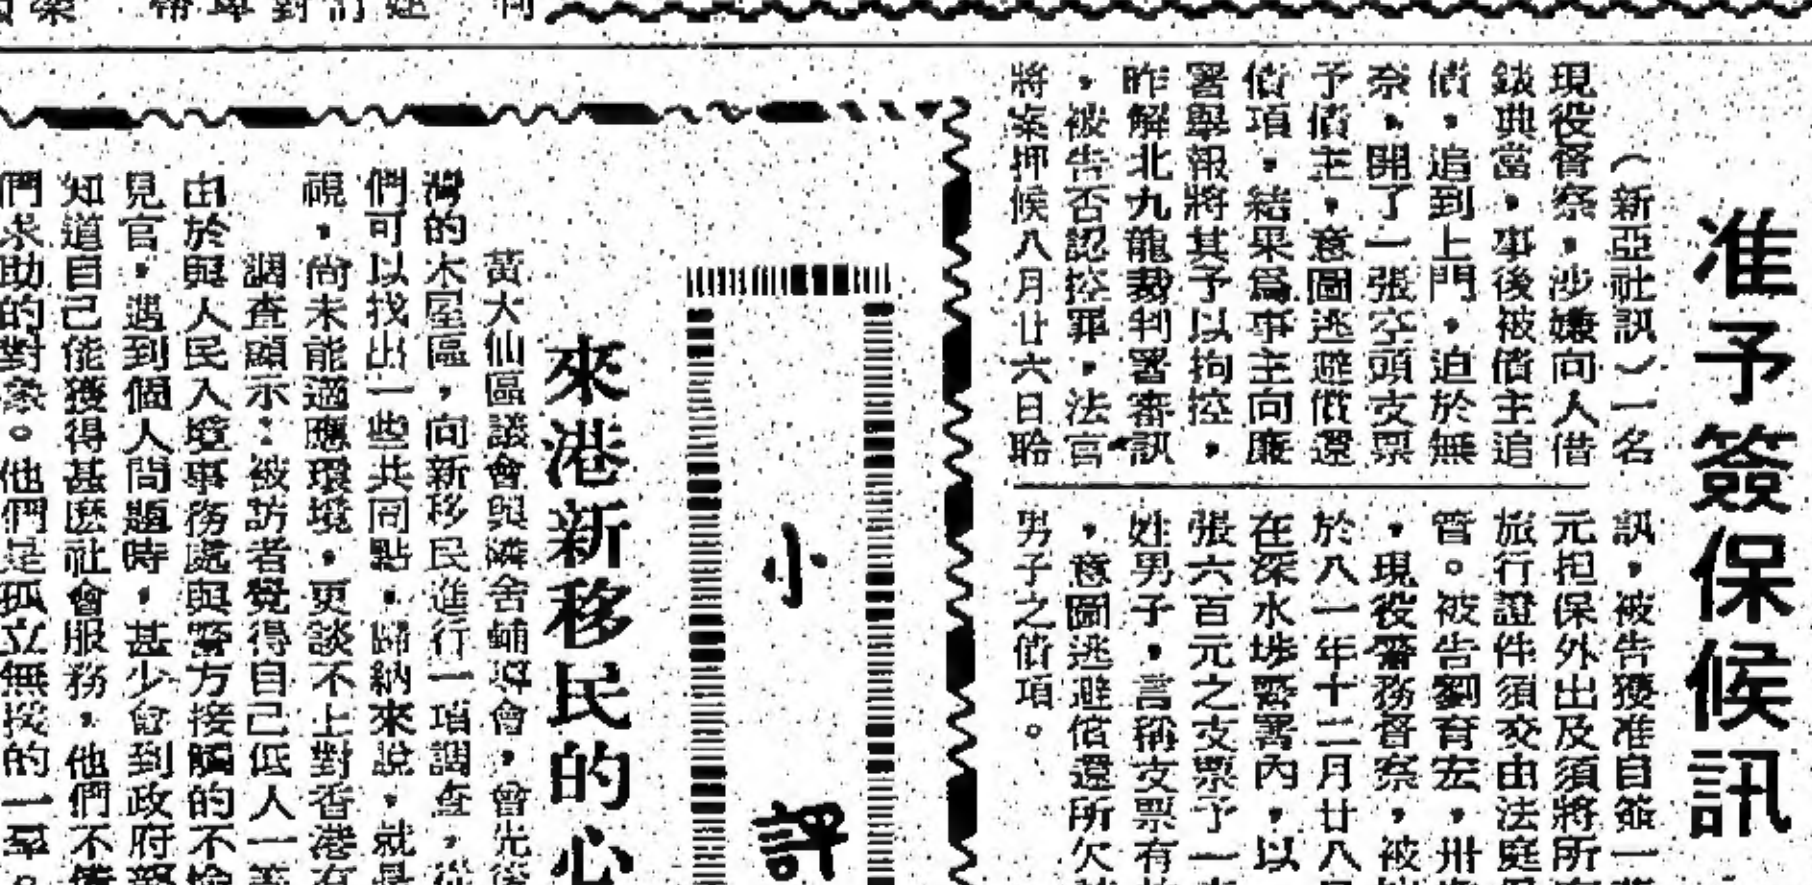 准予簽保候訊
（新亞社訊）一名
現役督察，沙嫌向人借
錢典當，事後被債主追
債，追到上門，迫於無
奈，開了一張空頭支票
予債主，意圖逃避償還
債項，結果爲事主向廉
署舉報將其予以拘控，
昨解北九龍裁判署審訊
，被告否認控罪，法官
將案押候八月廿六日聆
訊，被告獲准自簽一
元担保外出及須將所
旅行證件須交由法庭
管。被告劉育宏，卅
，現役警務督察，被
於八一年十二月廿八
在深水埗警署內，以
張六百元之支票予一
姓男子，言稱支票有
，意圖逃避償還所欠
男子之債項。
小評
來港新移民的心
黃大仙區議會與鄰舍輔導會，曾先後
灣的木屋區，向新移民進行一項調查，從
們可以找出一些共同點，歸納來說，就是
視，尚未能適應環境，更談不上對香港有
調查顯示：被訪者覺得自己低人一等
由於與人民入境事務處與警方接觸的不愉
見官，遇到個人問題時，甚少會到政府部
知道自己能獲得甚麽社會服務，他們不懂
們求助的對象。他們是孤立無援的一羣。